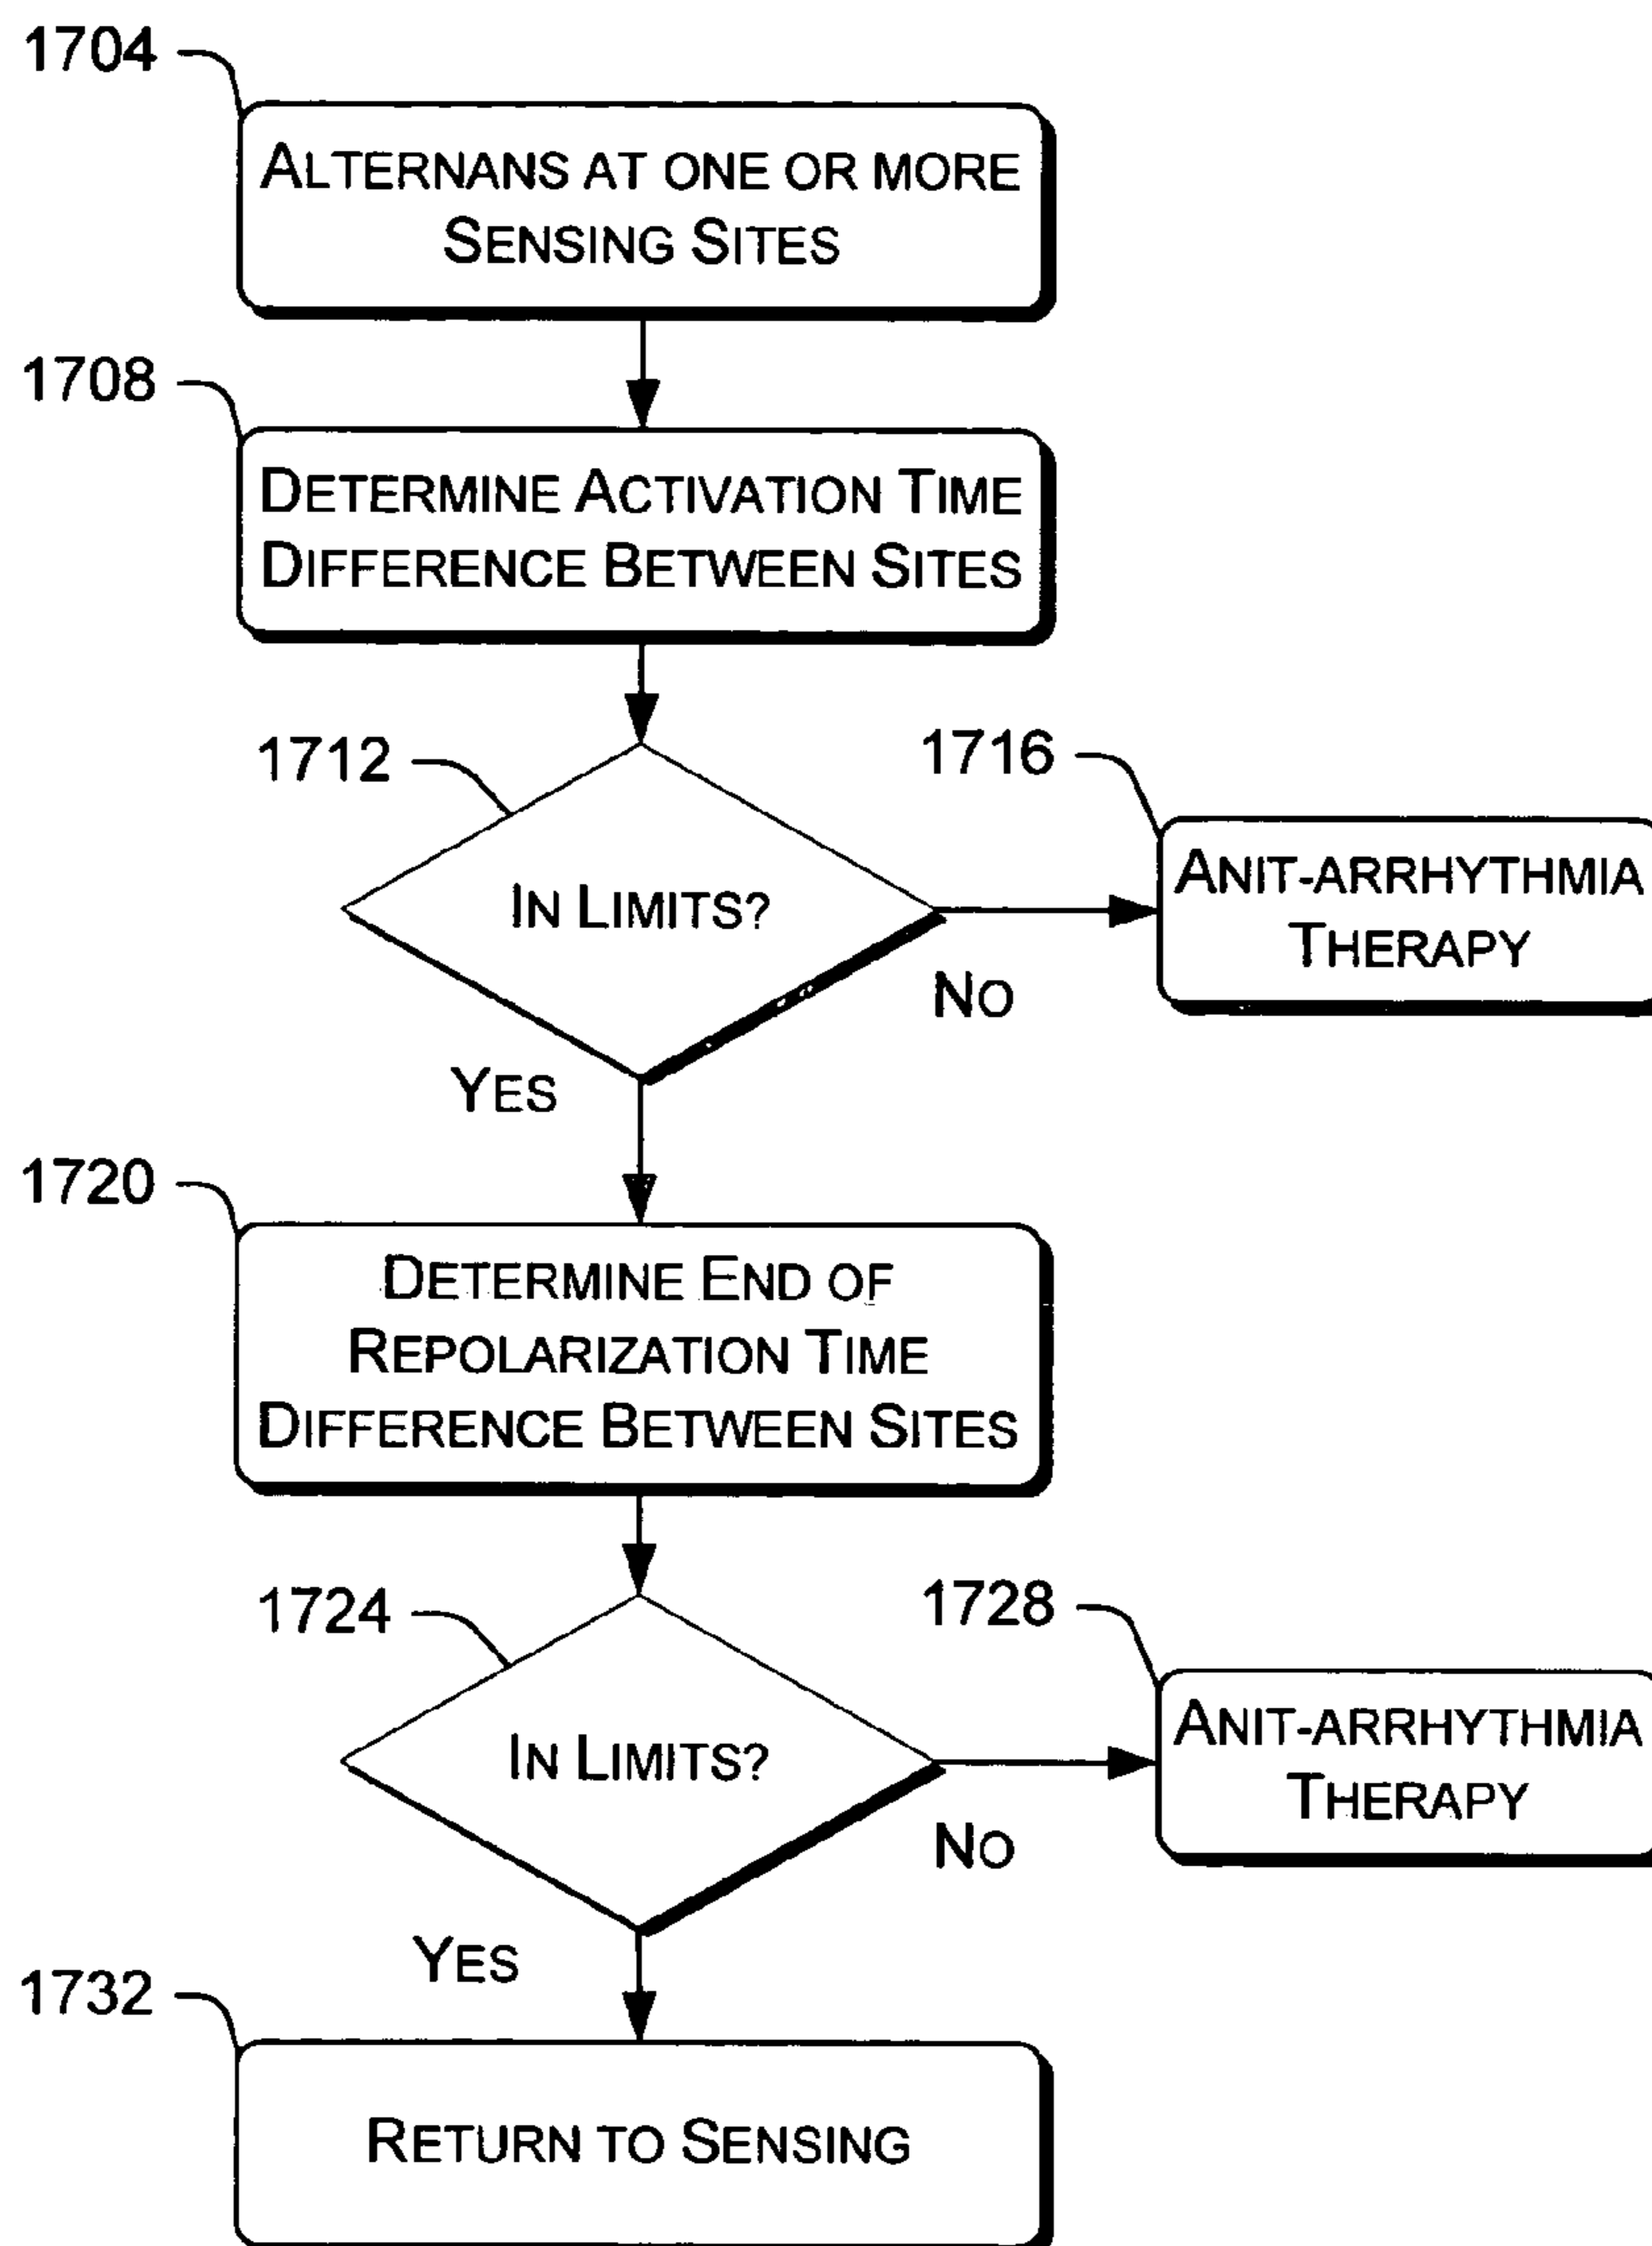 1704
ALTERNANS AT ONE OR MORE
SENSING SITES
1708
DETERMINE ACTIVATION TIME
DIFFERENCE BETWEEN SITES
1712
IN LIMITS?
NO
YES
1716
ANIT-ARRHYTHMIA
THERAPY
1720
DETERMINE END OF
REPOLARIZATION TIME
DIFFERENCE BETWEEN SITES
1724
IN LIMITS?
NO
YES
1728
ANIT-ARRHYTHMIA
THERAPY
1732
RETURN TO SENSING